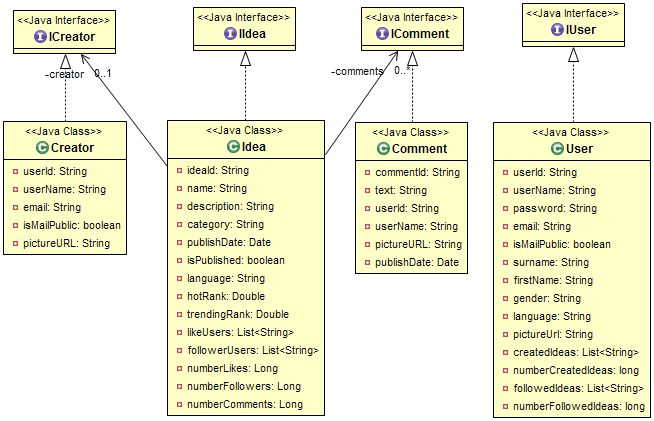 <<Java Interface>>
ICreator
<<Java Interface>>
IIdea
<<Java Interface>>
IComment
<<Java Interface>>
IUser
-creator 0..1
-comments 0..*
<<Java Class>>
Creator
userId: String
userName: String
email: String
isMailPublic: boolean
pictureURL: String
<<Java Class>>
Idea
ideaId: String
name: String
description: String
category: String
publishDate: Date
isPublished: boolean
language: String
hotRank: Double
trendingRank: Double
likeUsers: List<String>
followerUsers: List<String>
numberLikes: Long
numberFollowers: Long
numberComments: Long
<<Java Class>>
Comment
commentId: String
text: String
userId: String
userName: String
pictureURL: String
publishDate: Date
<<Java Class>>
User
userId: String
userName: String
password: String
email: String
isMailPublic: boolean
surname: String
firstName: String
gender: String
language: String
pictureUrl: String
createdIdeas: List<String>
numberCreatedIdeas: long
followedIdeas: List<String>
numberFollowedIdeas: long